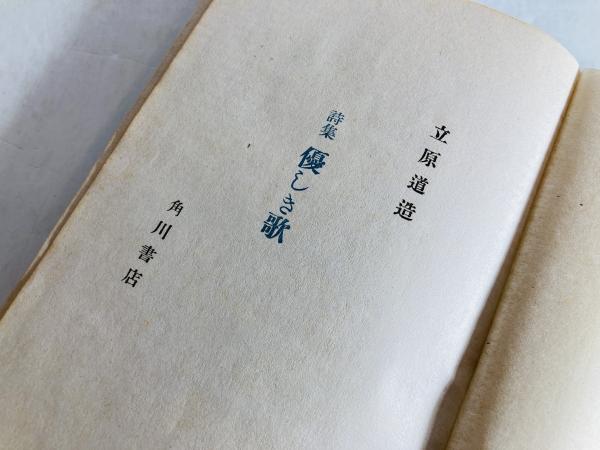 立原道造
詩集 優しき歌
角川書店